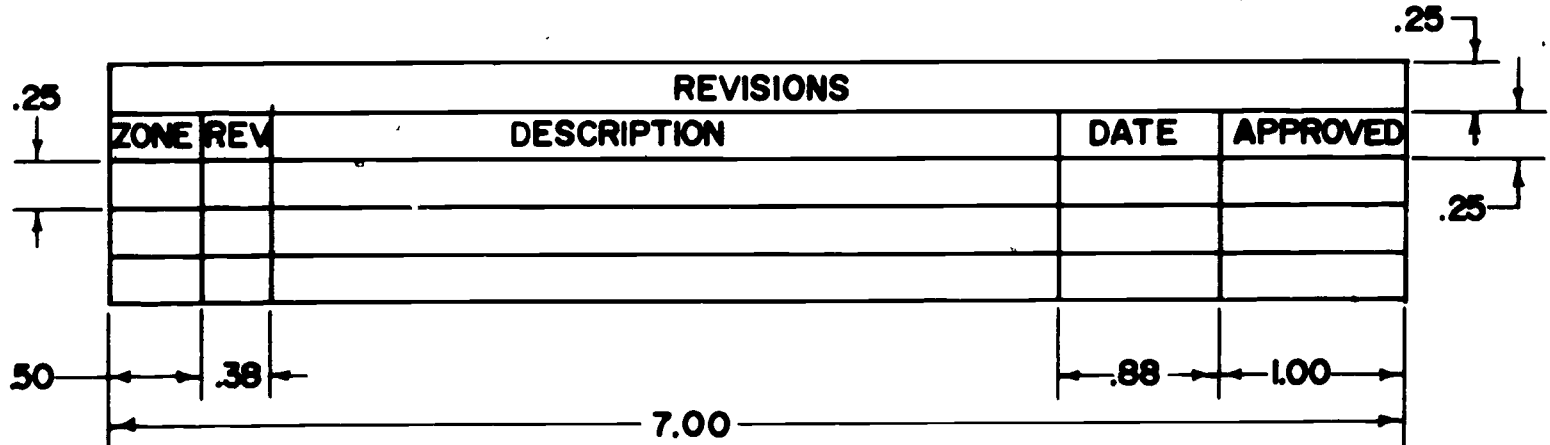 .25
REVISIONS
.25
ZONE REV DESCRIPTION DATE APPROVED
.25
.50 .38 .88 1.00
7.00